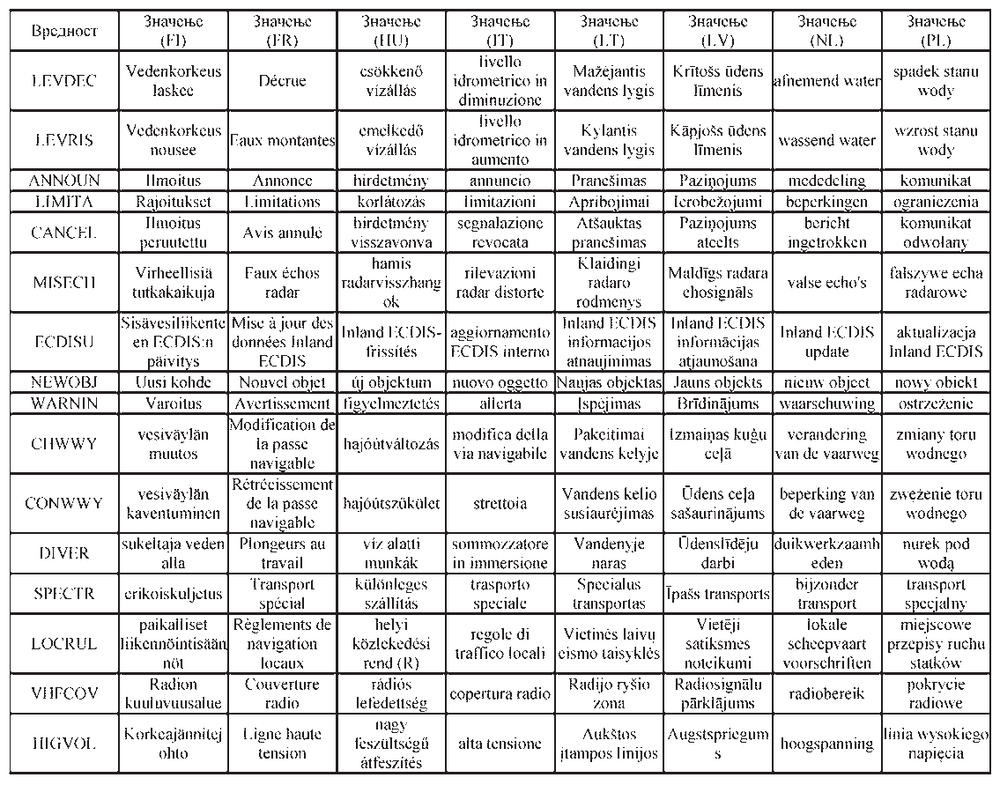 Вредност
Значење
(FI)
Значење
(FR)
Значење
(HU)
Значење
(IT)
Значење
(LT)
Значење
(LV)
Значење
(NL)
Значење
(PL)
LEVDEC
Vedenkorkeus
laskee
Décrue
csökkenő
vízállás
livello
idrometrico in
diminuzione
Mažėjantis
vandens lygis
Krītošs ūdens
līmenis
afnemend water
spadek stanu
wody
LEVRIS
Vedenkorkeus
nousee
Eaux montantes
emelkedő
vízállás
livello
idrometrico in
aumento
Kylantis
vandens lygis
Kāpjošs ūdens
līmenis
wassend water
wzrost stanu
wody
ANNOUN
Ilmoitus
Annonce
hirdetmény
annuncio
Pranešimas
Paziņojums
mededeling
komunikat
LIMITA
Rajoitukset
Limitations
korlátozás
limitazioni
Apribojimai
Ierobežojumi
beperkingen
ograniczenia
CANCEL
Ilmoitus
peruutettu
Avis annulé
hirdetmény
visszavonva
segnalazione
revocata
Atšauktas
pranešimas
Paziņojums
atcelts
bericht
ingetrokken
komunikat
odwołany
MISECH
Virheellisiä
tutkakaikuja
Faux échos
radar
hamis
radarvisszhang
ok
rilevazioni
radar distorte
Klaidingi
radaro
rodmenys
Maldīgs radara
ehosignāls
valse echo's
fałszywe echa
radarowe
ECDISU
Sisävesiliikente
en ECDIS:n
päivitys
Mise à jour des
données Inland
ECDIS
Inland ECDIS-
frissítés
aggiornamento
ECDIS interno
Inland ECDIS
informacijos
atnaujinimas
Inland ECDIS
informācijas
atjaunošana
Inland ECDIS
update
aktualizacja
Inland ECDIS
NEWOBJ
Uusi kohde
Nouvel objet
új objektum
nuovo oggetto
Naujas objektas
Jauns objekts
nieuw object
nowy obiekt
WARNIN
Varoitus
Avertissement
figyelmeztetés
allerta
Įspėjimas
Brīdinājums
waarschuwing
ostrzeżenie
CHWWY
vesiväylän
muutos
Modification de
la passe
navigable
hajóútváltozás
modifica della
via navigabile
Pakeitimai
vandens kelyje
Izmaiņas kuģu
ceļā
verandering
van de vaarweg
zmiany toru
wodnego
CONWWY
vesiväylän
kaventuminen
Rétrécissement
de la passe
navigable
hajóútszűkület
strettoia
Vandens kelio
susiaurėjimas
Ūdens ceļa
sašaurinājums
beperking van
de vaarweg
zwężenie toru
wodnego
DIVER
sukeltaja veden
alla
Plongeurs au
travail
víz alatti
munkák
sommozzatore
in immersione
Vandenyje
naras
Ūdenslīdēju
darbi
duikwerkzaamh
eden
nurek pod
wodą
SPECTR
erikoiskuljetus
Transport
spécial
különleges
szállítás
trasporto
speciale
Specialus
transportas
Īpašs transports
bijzonder
transport
transport
specjalny
LOCRUL
paikalliset
liikennöintisään
nöt
Règlements de
navigation
locaux
helyi
közlekedési
rend (R)
regole di
traffico locali
Vietinės laivų
eismo taisyklės
Vietēji
satiksmes
noteikumi
lokale
scheepvaart
voorschriften
miejscowe
przepisy ruchu
statków
VHFCOV
Radion
kuuluvuusalue
Couverture
radio
rádiós
lefedettség
copertura radio
Radijo ryšio
zona
Radiosignālu
pārklājums
radiobereik
pokrycie
radiowe
HIGVOL
Korkeajännitej
ohto
Ligne haute
tension
nagy
feszültségű
átfeszítés
alta tensione
Aukštos
įtampos linijos
Augstspriegum
s
hoogspanning
linia wysokiego
napięcia